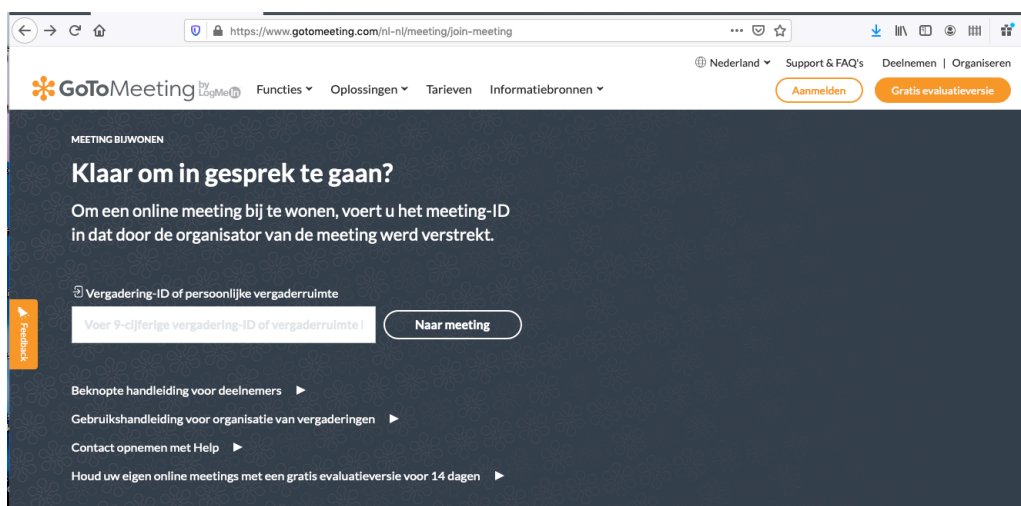 https://www.gotomeeting.com/nl-nl/meeting/join-meeting
Nederland Support & FAQ's Deelnemen | Organiseren
GoToMeeting by LogMeIn Functies Oplossingen Tarieven Informatiebronnen Aanmelden Gratis evaluatieversie
MEETING BIJWONEN
Klaar om in gesprek te gaan?
Om een online meeting bij te wonen, voert u het meeting-ID
in dat door de organisator van de meeting werd verstrekt.
Vergadering-ID of persoonlijke vergaderruimte
Voer 9-cijferige vergadering-ID of vergaderruimte
Naar meeting
Feedback
Beknopte handleiding voor deelnemers
Gebruikshandleiding voor organisatie van vergaderingen
Contact opnemen met Help
Houd uw eigen online meetings met een gratis evaluatieversie voor 14 dagen